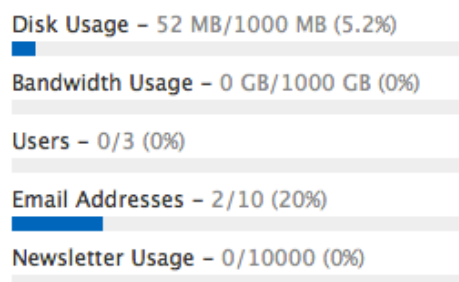 Disk Usage – 52 MB/1000 MB (5.2%)
Bandwidth Usage – 0 GB/1000 GB (0%)
Users – 0/3 (0%)
Email Addresses – 2/10 (20%)
Newsletter Usage – 0/10000 (0%)